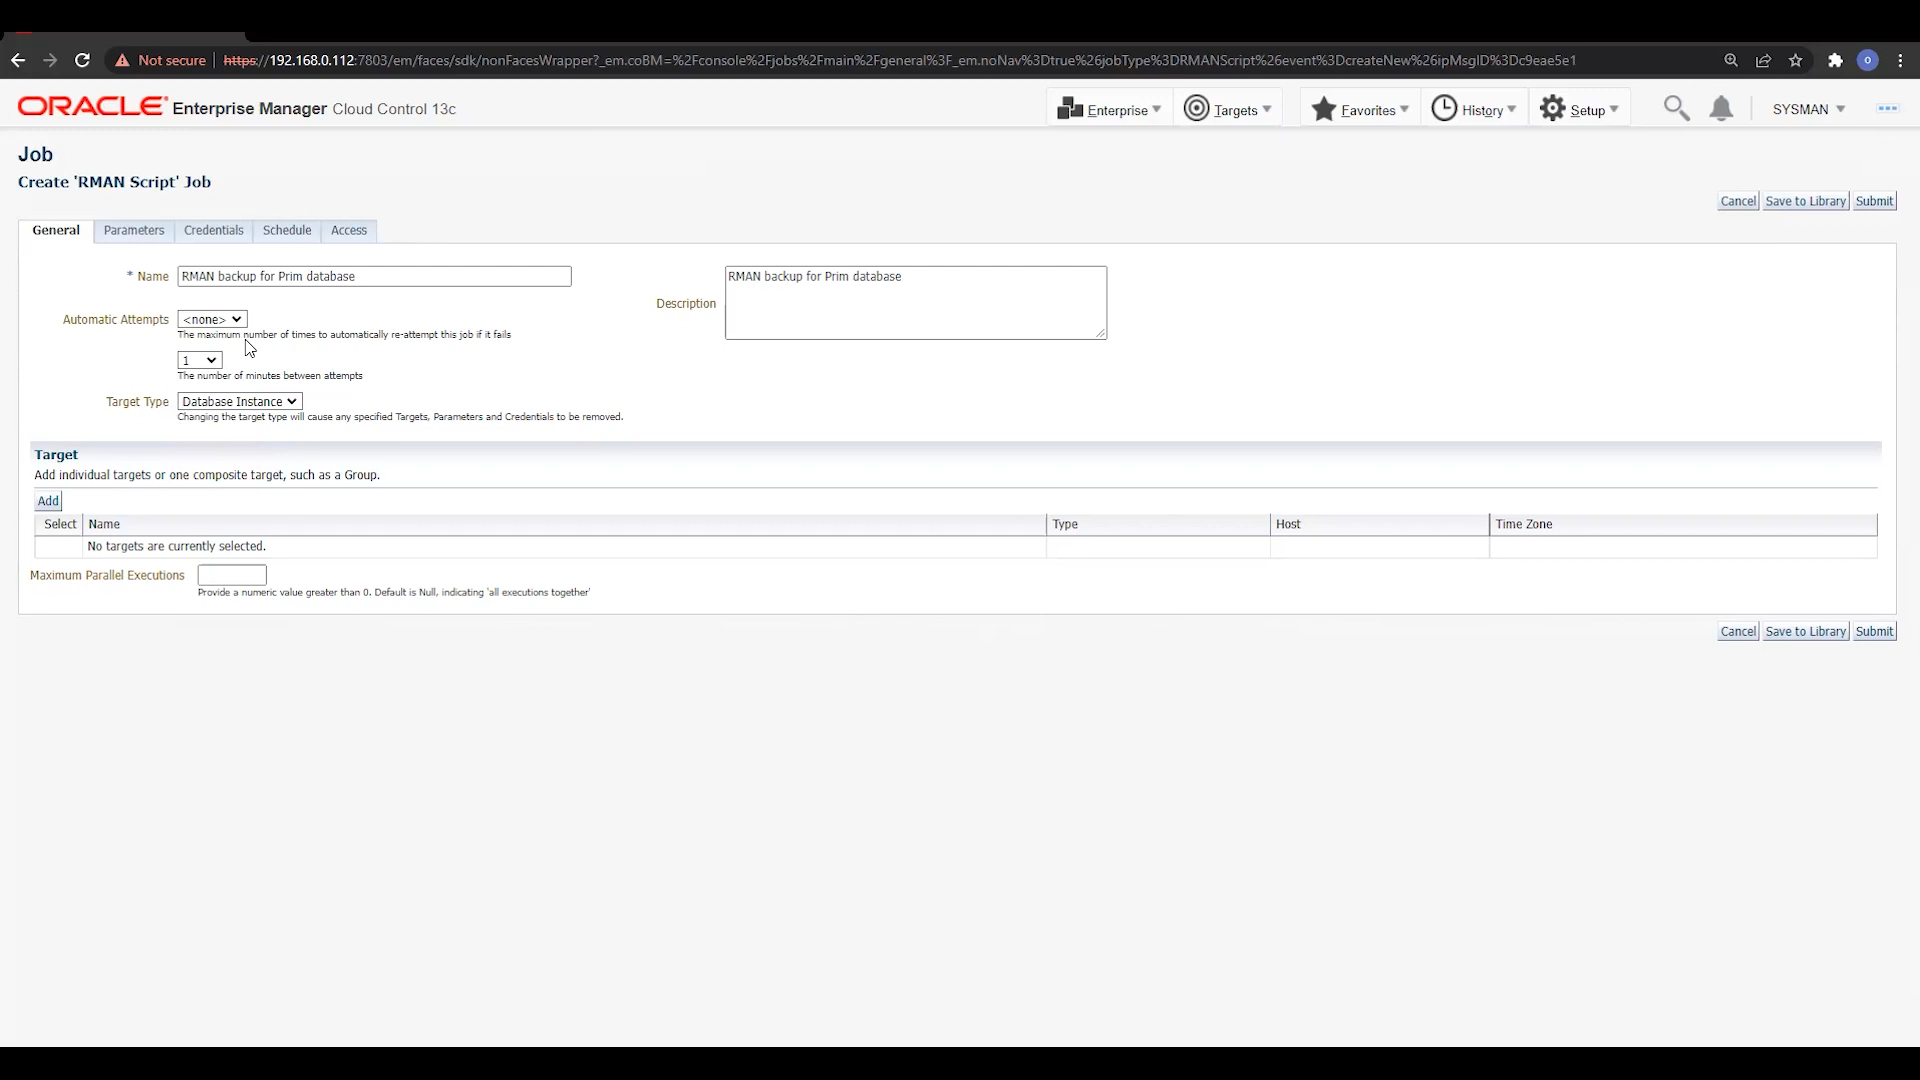 Not secure https://192.168.0.112:7803/em/faces/sdk/nonFacesWrapper?_em.coBM=%2Fconsole%2Fjobs%2Fmain%2Fgeneral%3F_em.noNav%3Dtrue%26jobType%3DRMANScript%26event%3DcreateNew%26ipMsgID%3Dc9eae5e1 o
ORACLE Enterprise Manager Cloud Control 13c Enterprise Targets Favorites History Setup SYSMAN
Job
Create 'RMAN Script' Job
Cancel Save to Library Submit
General Parameters Credentials Schedule Access
* Name RMAN backup for Prim database
Description RMAN backup for Prim database
Automatic Attempts <none>
The maximum number of times to automatically re-attempt this job if it fails
1
The number of minutes between attempts
Target Type Database Instance
Changing the target type will cause any specified Targets, Parameters and Credentials to be removed.
Target
Add individual targets or one composite target, such as a Group.
Add
Select Name Type Host Time Zone
No targets are currently selected.
Maximum Parallel Executions
Provide a numeric value greater than 0. Default is Null, indicating 'all executions together'
Cancel Save to Library Submit